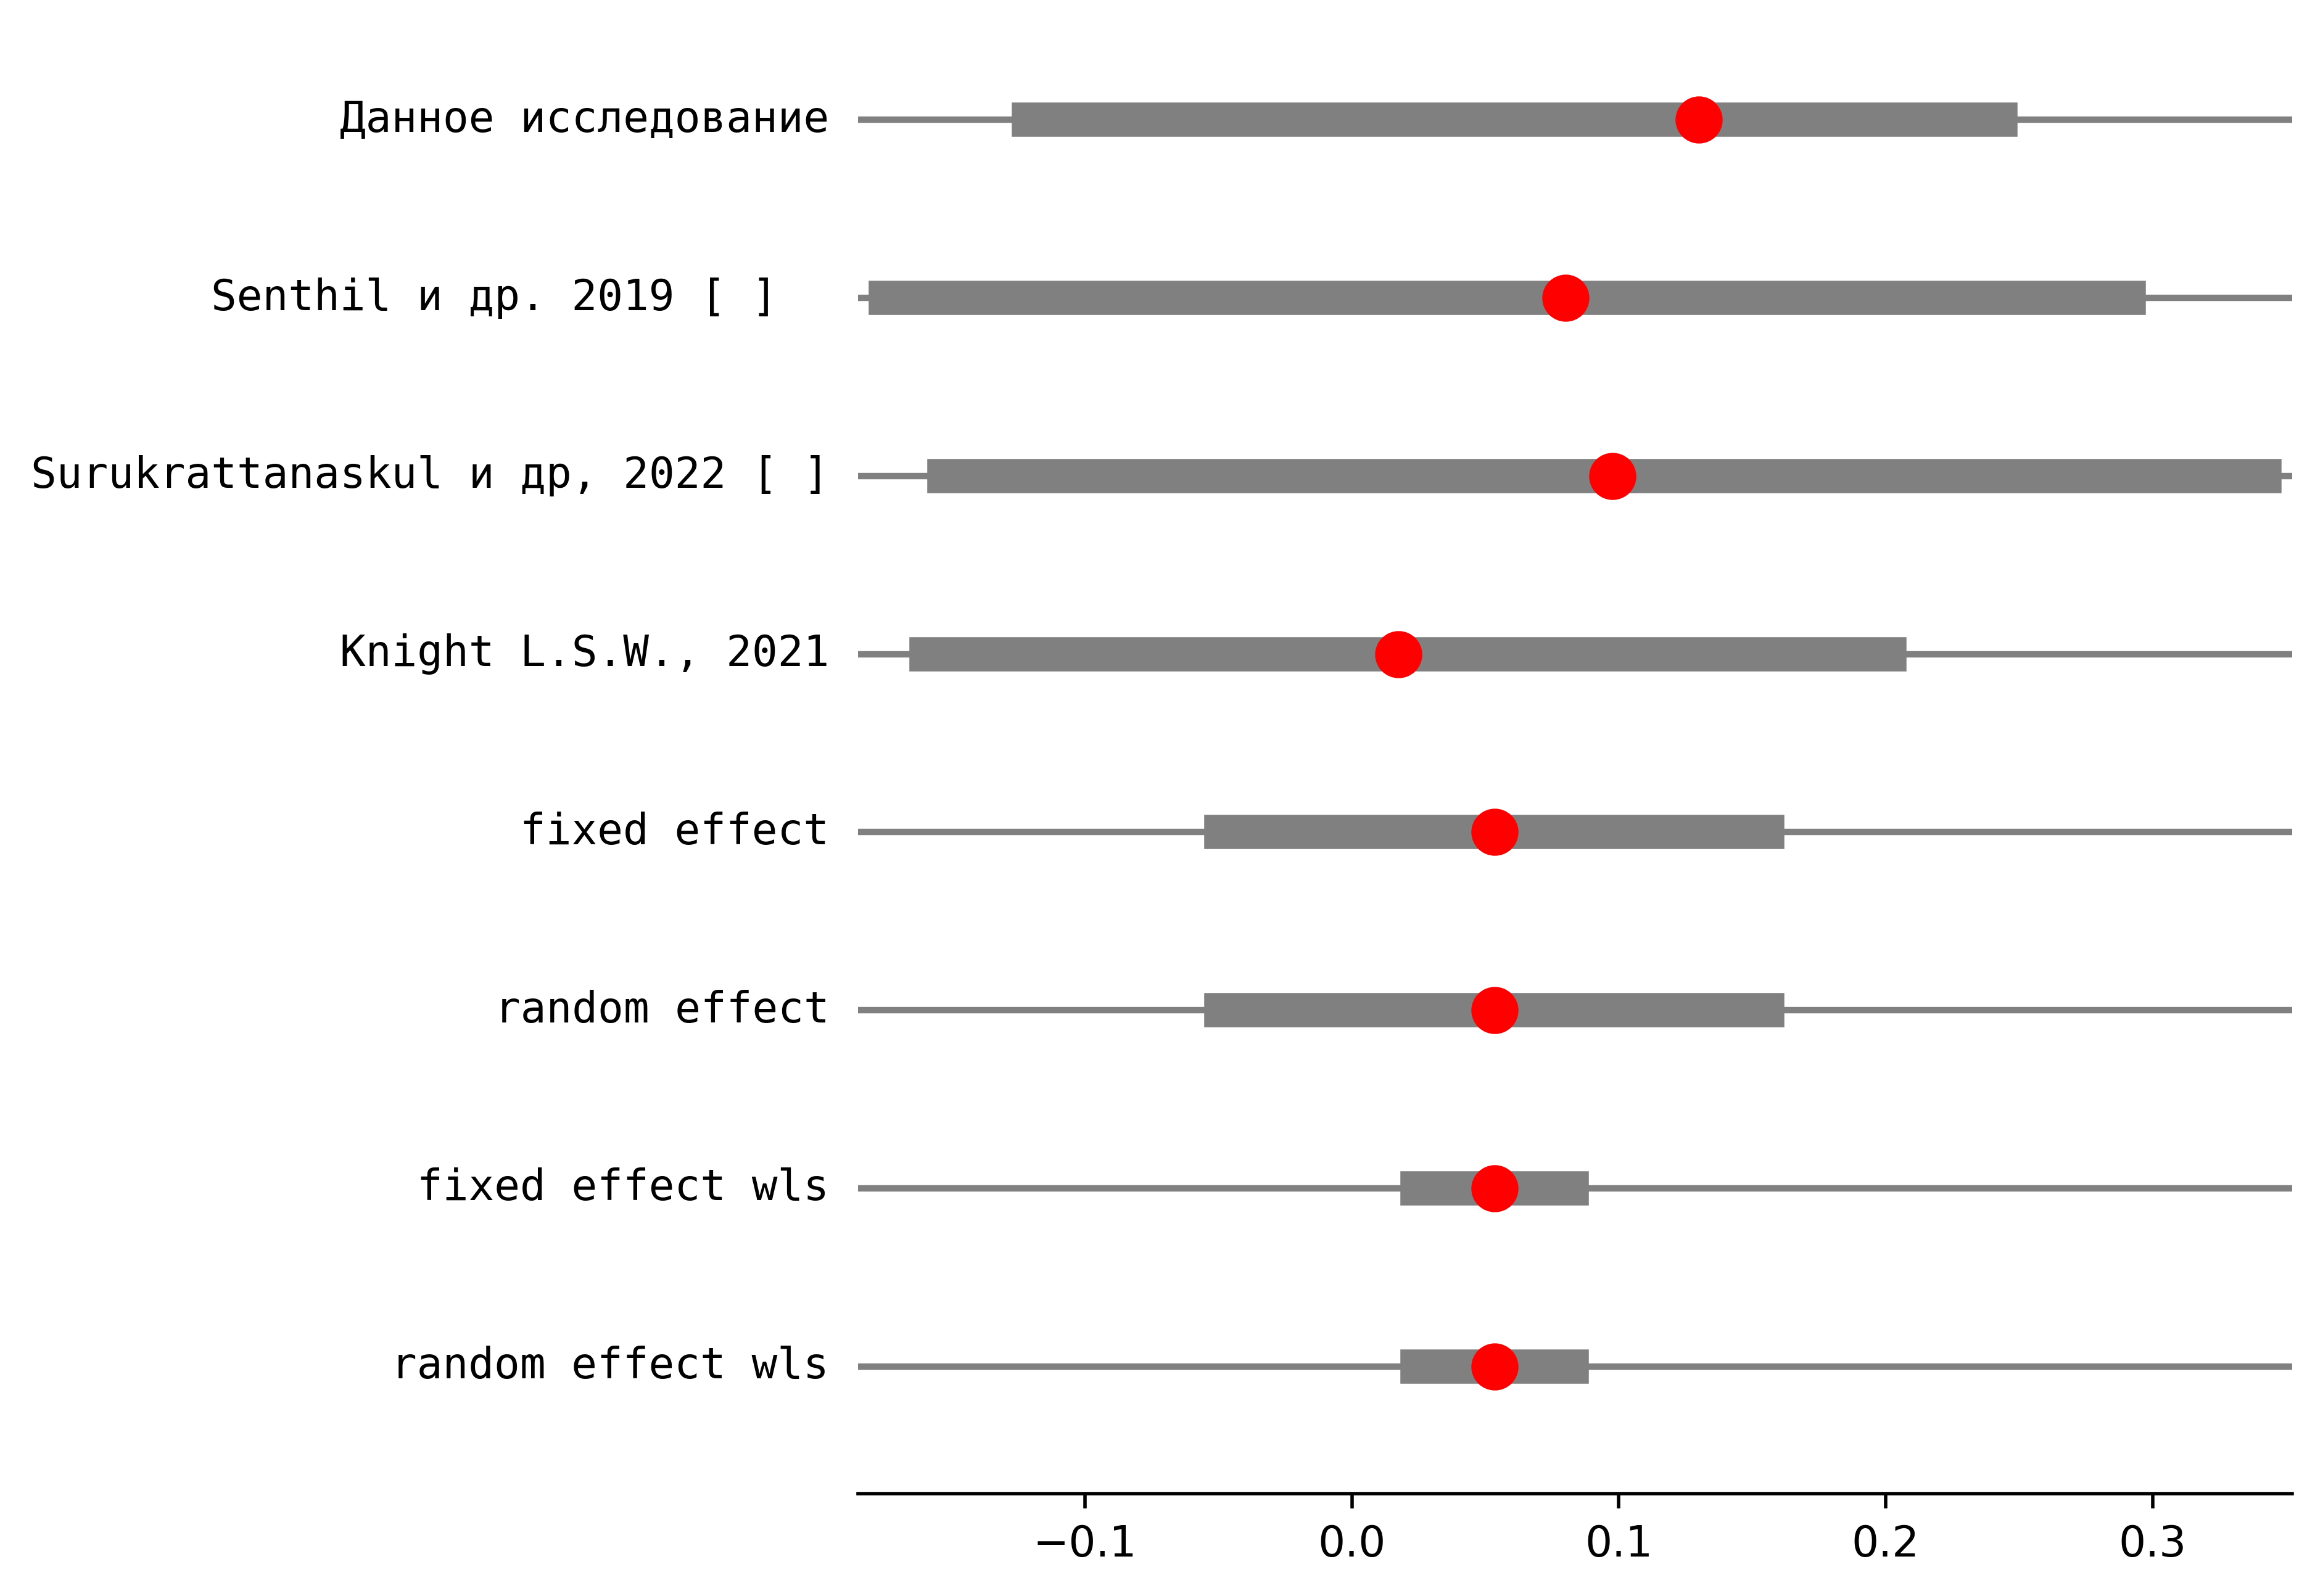 Данное исследование
Senthil и др. 2019 [ ]
Surukrattanaskul и др, 2022 [ ]
Knight L.S.W., 2021
fixed effect
random effect
fixed effect wls
random effect wls
−0.1 0.0 0.1 0.2 0.3